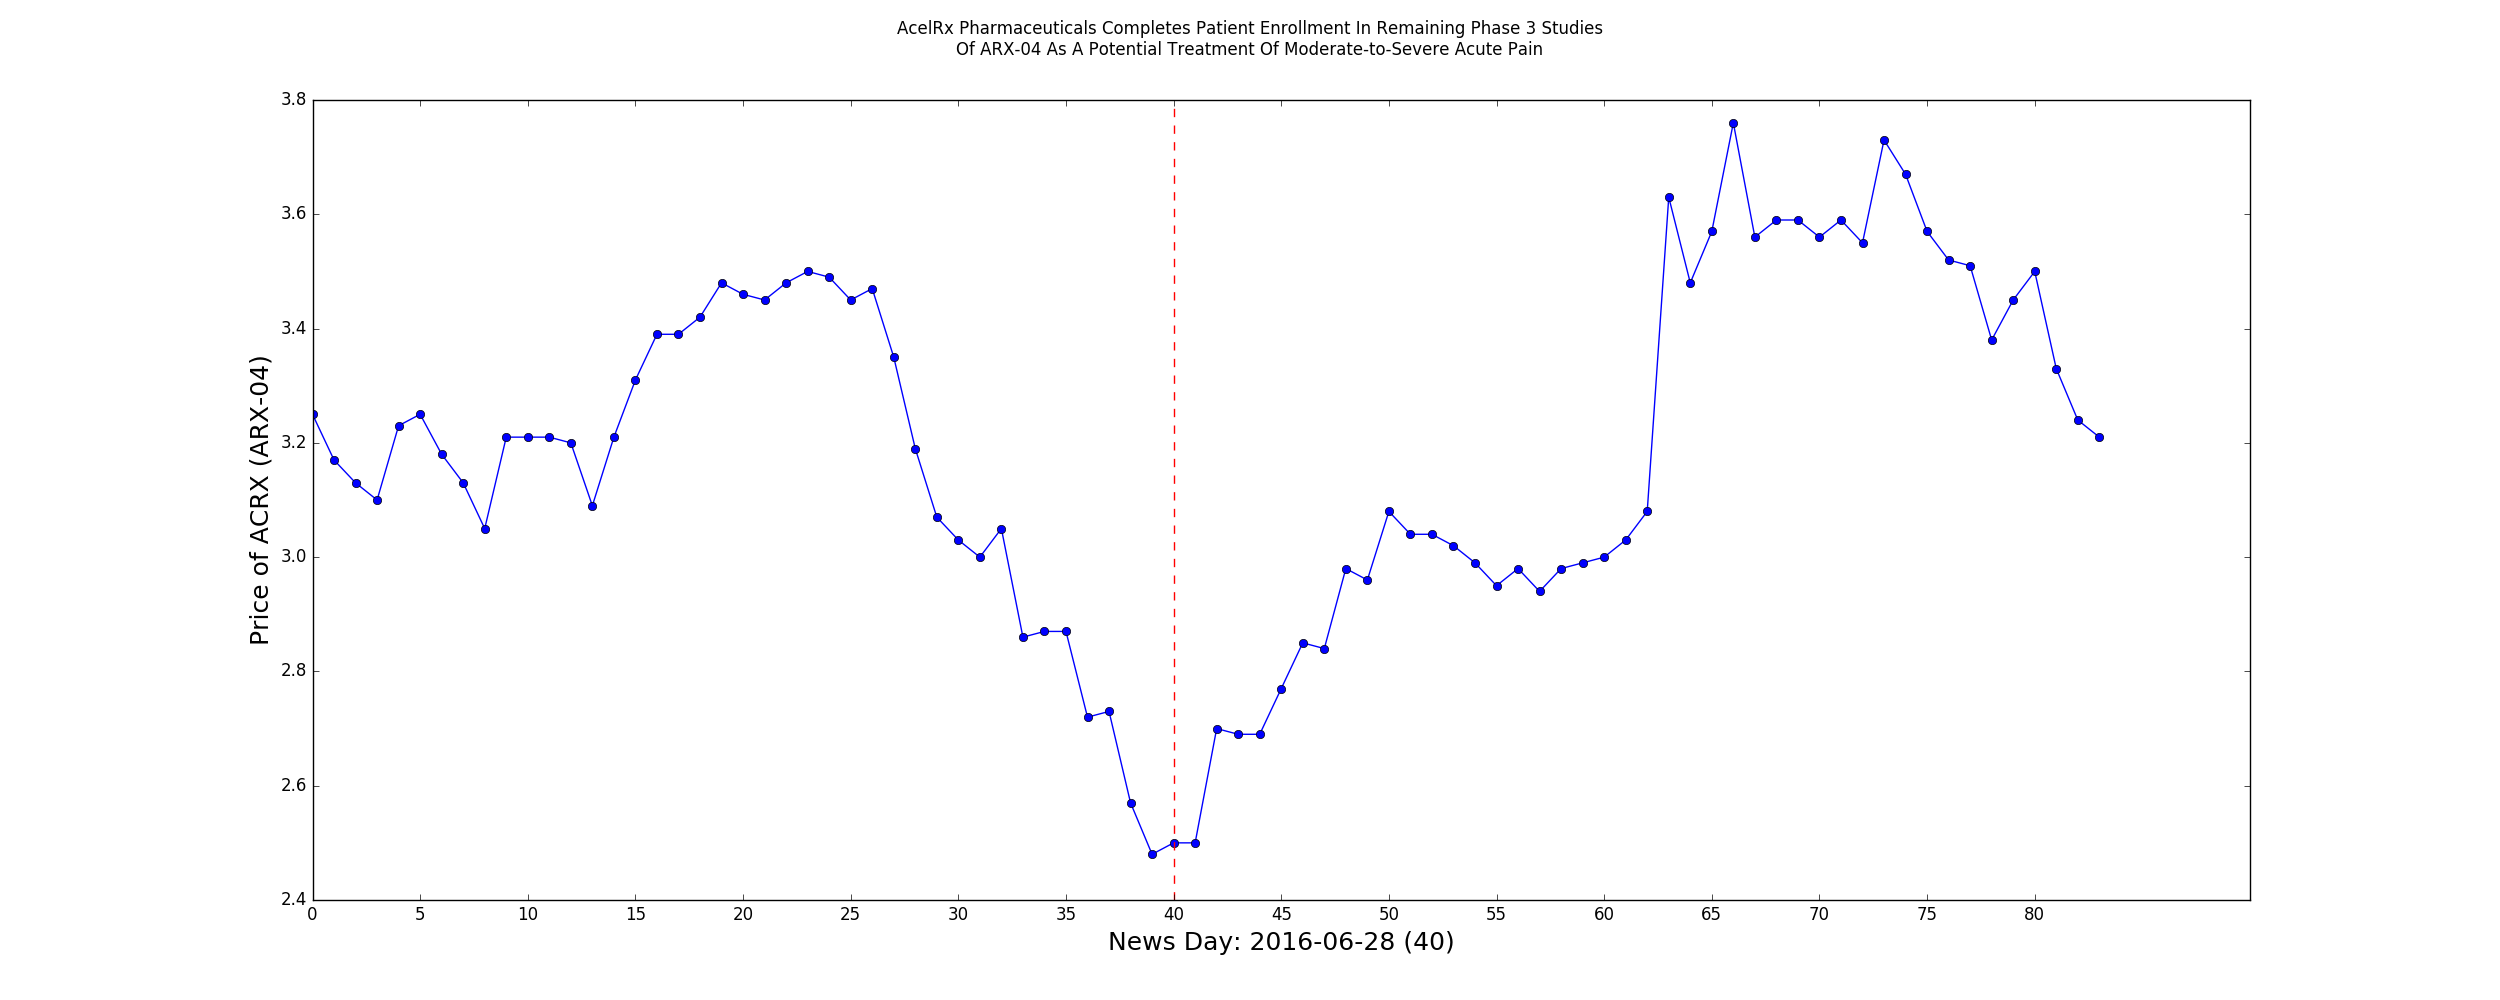 AcelRx Pharmaceuticals Completes Patient Enrollment In Remaining Phase 3 Studies
Of ARX-04 As A Potential Treatment Of Moderate-to-Severe Acute Pain
3.8
3.6
3.4
3.2
3.0
2.8
2.6
2.4
Price of ACRX (ARX-04)
0 5 10 15 20 25 30 35 40 45 50 55 60 65 70 75 80
News Day: 2016-06-28 (40)